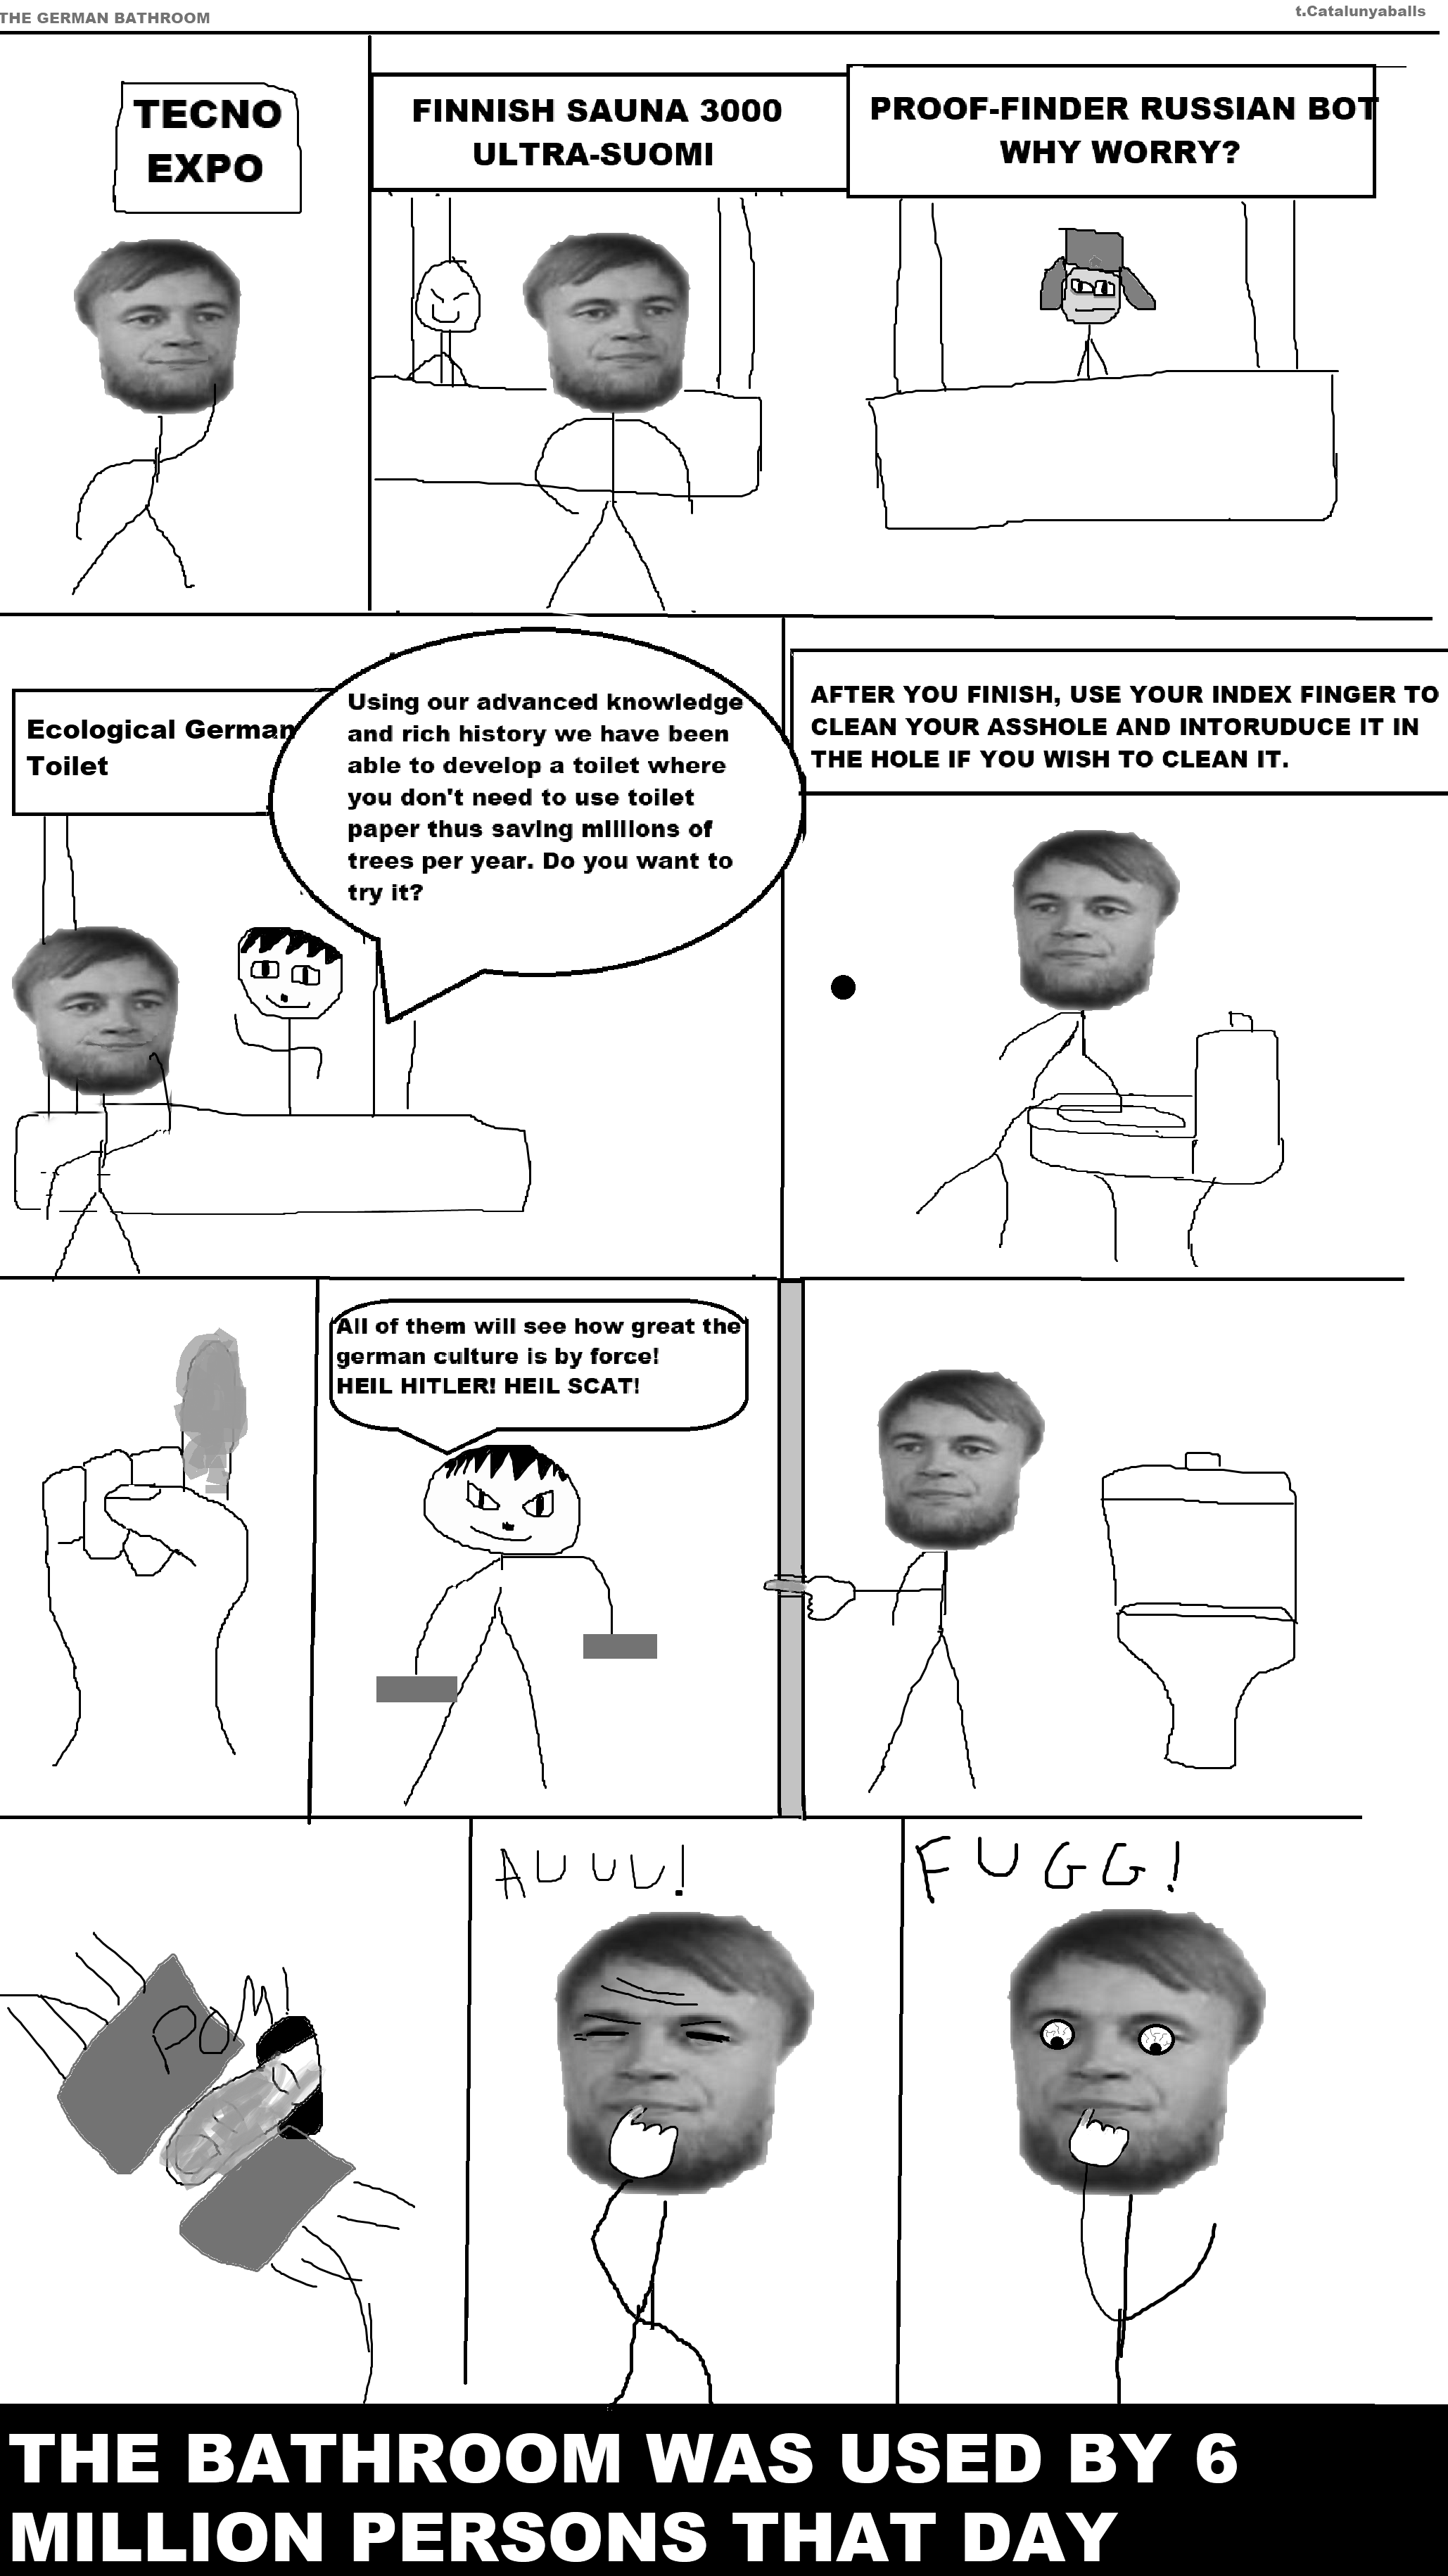 THE GERMAN BATHROOM
t.Catalunyaballs
TECNO
EXPO
FINNISH SAUNA 3000
ULTRA-SUOMI
PROOF-FINDER RUSSIAN BOT
WHY WORRY?
Ecological German
Toilet
Using our advanced knowledge
and rich history we have been
able to develop a toilet where
you don't need to use toilet
paper thus saving millions of
trees per year. Do you want to
try it?
AFTER YOU FINISH, USE YOUR INDEX FINGER TO
CLEAN YOUR ASSHOLE AND INTORUDUCE IT IN
THE HOLE IF YOU WISH TO CLEAN IT.
All of them will see how great the
german culture is by force!
HEIL HITLER! HEIL SCAT!
POM!
AUUU!
FUGG!
THE BATHROOM WAS USED BY 6
MILLION PERSONS THAT DAY